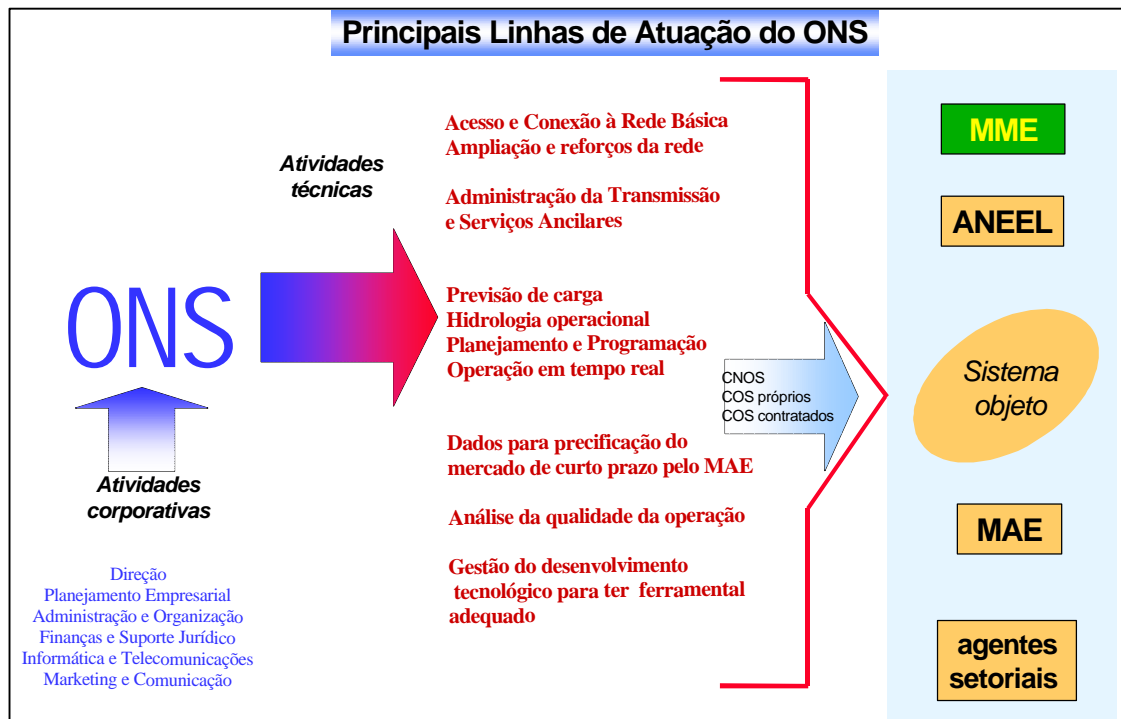 Principais Linhas de Atuação do ONS
Atividades
técnicas
ONS
Atividades
corporativas
Direção
Planejamento Empresarial
Administração e Organização
Finanças e Suporte Jurídico
Informática e Telecomunicações
Marketing e Comunicação
Acesso e Conexão à Rede Básica
Ampliação e reforços da rede
Administração da Transmissão
e Serviços Ancilares
Previsão de carga
Hidrologia operacional
Planejamento e Programação
Operação em tempo real
Dados para precificação do
mercado de curto prazo pelo MAE
Análise da qualidade da operação
Gestão do desenvolvimento
tecnológico para ter ferramental
adequado
CNOS
COS próprios
COS contratados
MME
ANEEL
Sistema
objeto
MAE
agentes
setoriais